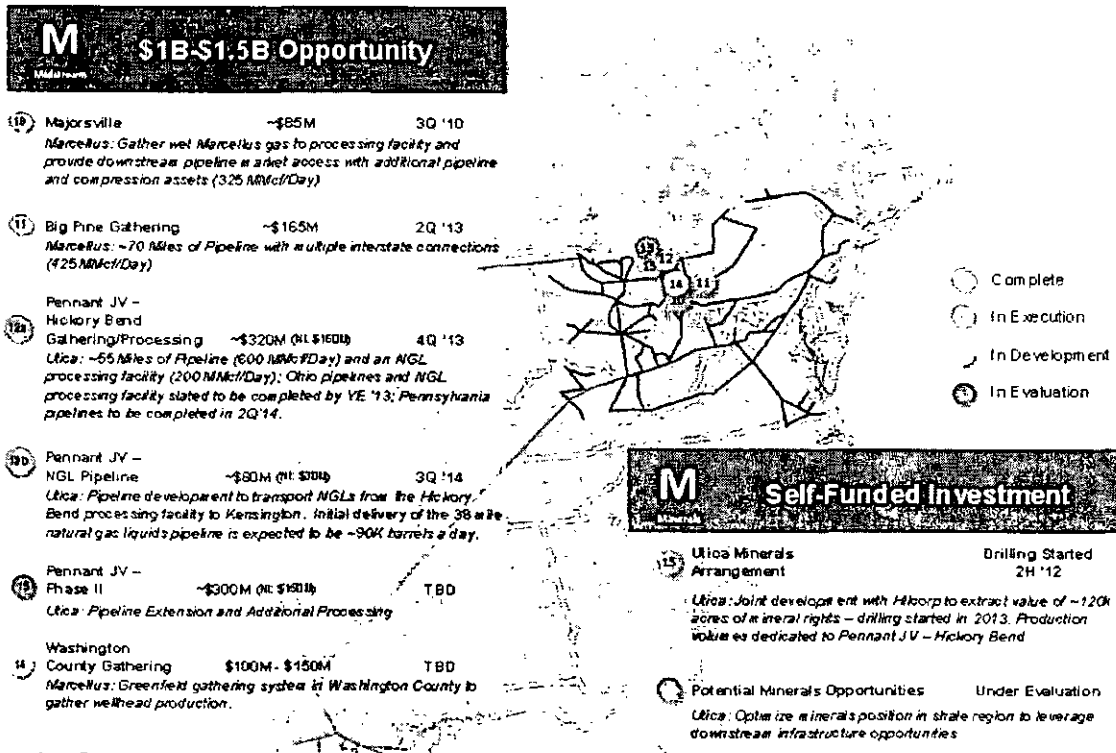 M
Midstream
$1B-$1.5B Opportunity
10 Majorsville ~$85M 3Q '10
Marcellus: Gather wet Marcellus gas to processing facility and
provide downstream pipeline market access with additional pipeline
and compression assets (325 MMcf/Day)
11 Big Pine Gathering ~$165M 2Q '13
Marcellus: ~70 Miles of Pipeline with multiple interstate connections
(425 MMcf/Day)
Pennant JV –
Hickory Bend
12a Gathering/Processing ~$320M (NI: $160M) 4Q '13
Utica: ~55 Miles of Pipeline (600 MMcf/Day) and an NGL
processing facility (200 MMcf/Day); Ohio pipelines and NGL
processing facility slated to be completed by YE '13; Pennsylvania
pipelines to be completed in 2Q'14.
Pennant JV –
NGL Pipeline ~$60M 3Q '14
Utica: Pipeline development to transport NGLs from the Hickory
Bend processing facility to Kensington. Initial delivery of the 38 mile
natural gas liquids pipeline is expected to be ~90K barrels a day.
Pennant JV –
Phase II ~$300M (NI: $150M) TBD
Utica: Pipeline Extension and Additional Processing
Washington
14 County Gathering $100M - $150M TBD
Marcellus: Greenfield gathering system in Washington County to
gather wellhead production.
13
12
15
14
11
10
Complete
In Execution
In Development
In Evaluation
M
Minerals
Self-Funded Investment
15 Utica Minerals Drilling Started
Arrangement 2H '12
Utica: Joint development with Hilcorp to extract value of ~120k
acres of mineral rights – drilling started in 2013. Production
volumes dedicated to Pennant JV – Hickory Bend
Potential Minerals Opportunities Under Evaluation
Utica: Optimize minerals position in shale region to leverage
downstream infrastructure opportunities